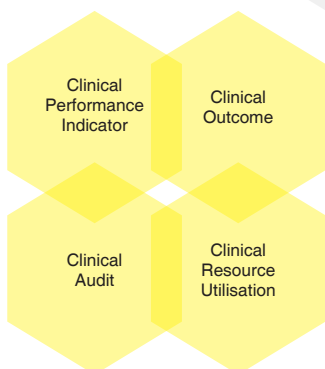 Clinical
Performance
Indicator
Clinical
Outcome
Clinical
Audit
Clinical
Resource
Utilisation